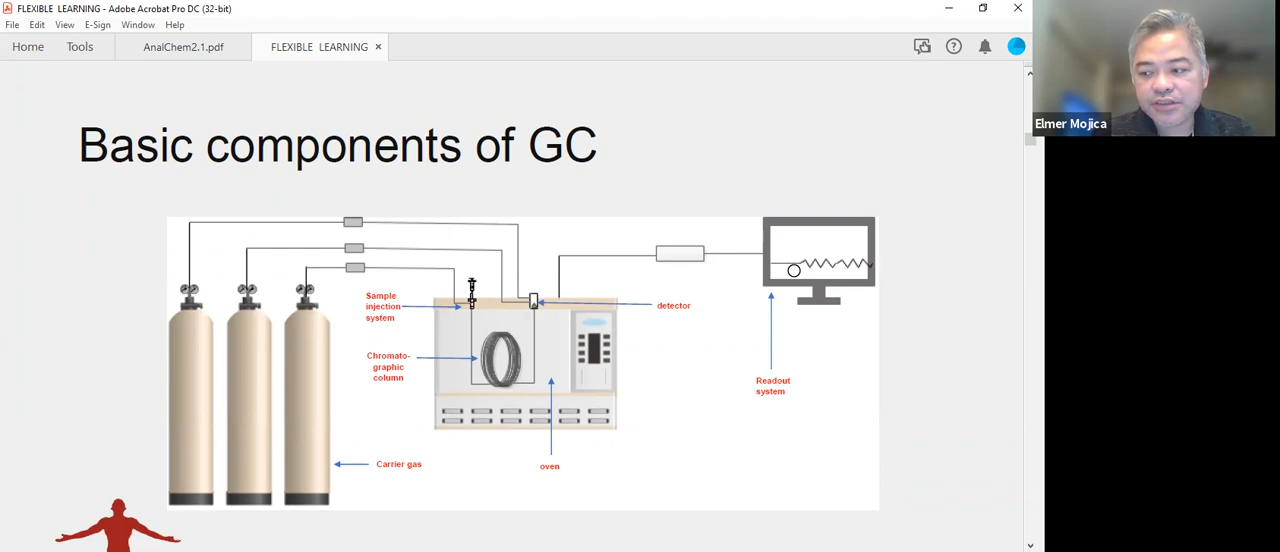 FLEXIBLE LEARNING - Adobe Acrobat Pro DC (32-bit)
File Edit View E-Sign Window Help
Home Tools AnalChem2.1.pdf FLEXIBLE LEARNING ×
Elmer Mojica
Basic components of GC
Sample
injection
system
detector
Chromato-
graphic
column
Readout
system
Carrier gas
oven